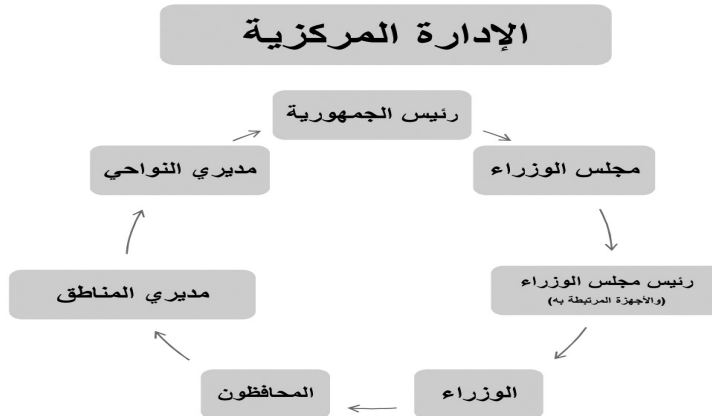 الإدارة المركزية
رئيس الجمهورية
مجلس الوزراء
رئيس مجلس الوزراء
(والأجهزة المرتبطة به)
الوزراء
المحافظون
مديري المناطق
مديري النواحي